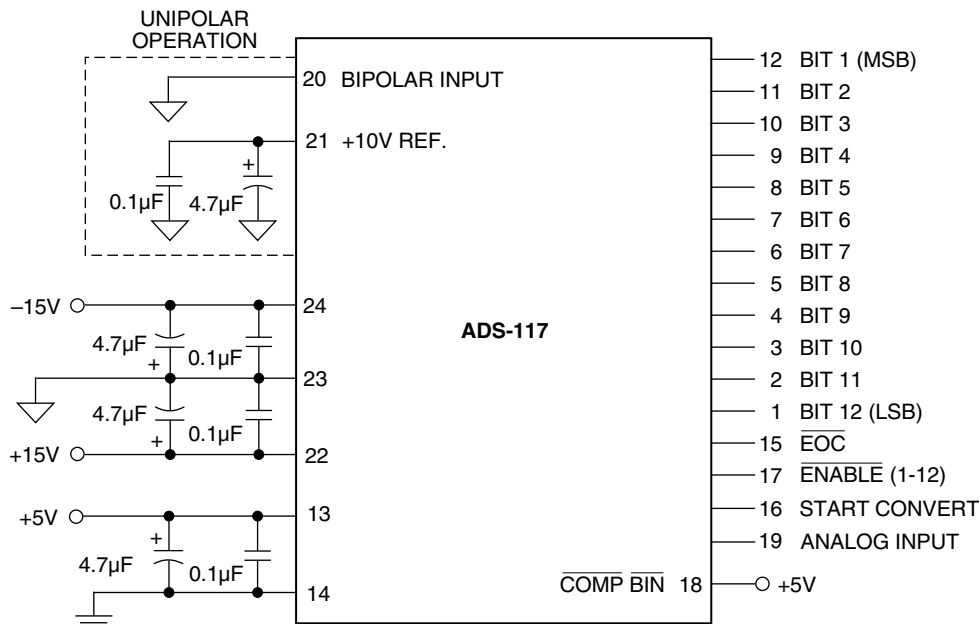 UNIPOLAR
OPERATION
20 BIPOLAR INPUT
21 +10V REF.
+
0.1µF
4.7µF
–15V
24
4.7µF
0.1µF
+
23
4.7µF
0.1µF
+
+15V
22
+5V
13
+
4.7µF
0.1µF
14
ADS-117
12 BIT 1 (MSB)
11 BIT 2
10 BIT 3
9 BIT 4
8 BIT 5
7 BIT 6
6 BIT 7
5 BIT 8
4 BIT 9
3 BIT 10
2 BIT 11
1 BIT 12 (LSB)
15 EOC
17 ENABLE (1-12)
16 START CONVERT
19 ANALOG INPUT
COMP BIN 18 +5V